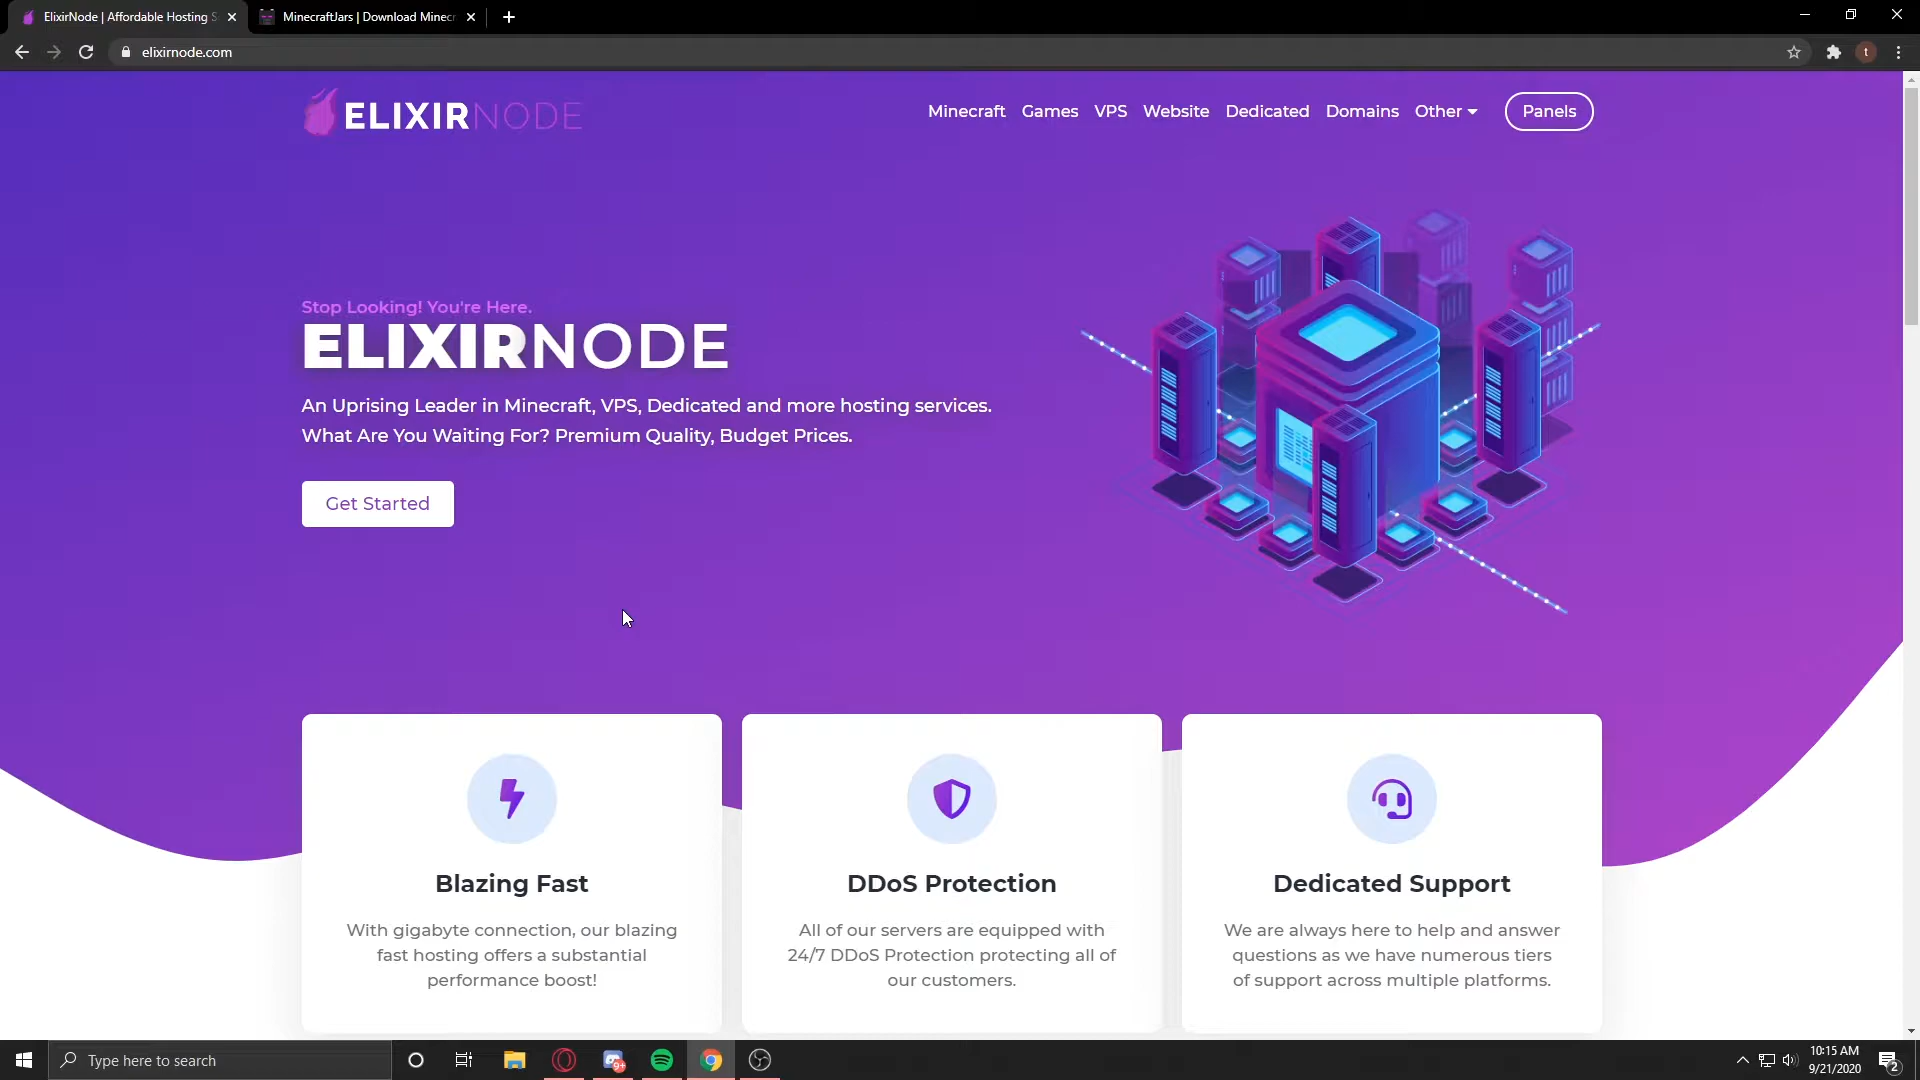 ElixirNode | Affordable Hosting S
MinecraftJars | Download Minec
elixirnode.com
t
ELIXIRNODE
Minecraft
Games
VPS
Website
Dedicated
Domains
Other
Panels
Stop Looking! You're Here.
ELIXIRNODE
An Uprising Leader in Minecraft, VPS, Dedicated and more hosting services.
What Are You Waiting For? Premium Quality, Budget Prices.
Get Started
Blazing Fast
With gigabyte connection, our blazing
fast hosting offers a substantial
performance boost!
DDoS Protection
All of our servers are equipped with
24/7 DDoS Protection protecting all of
our customers.
Dedicated Support
We are always here to help and answer
questions as we have numerous tiers
of support across multiple platforms.
Type here to search
9+
10:15 AM
9/21/2020
2